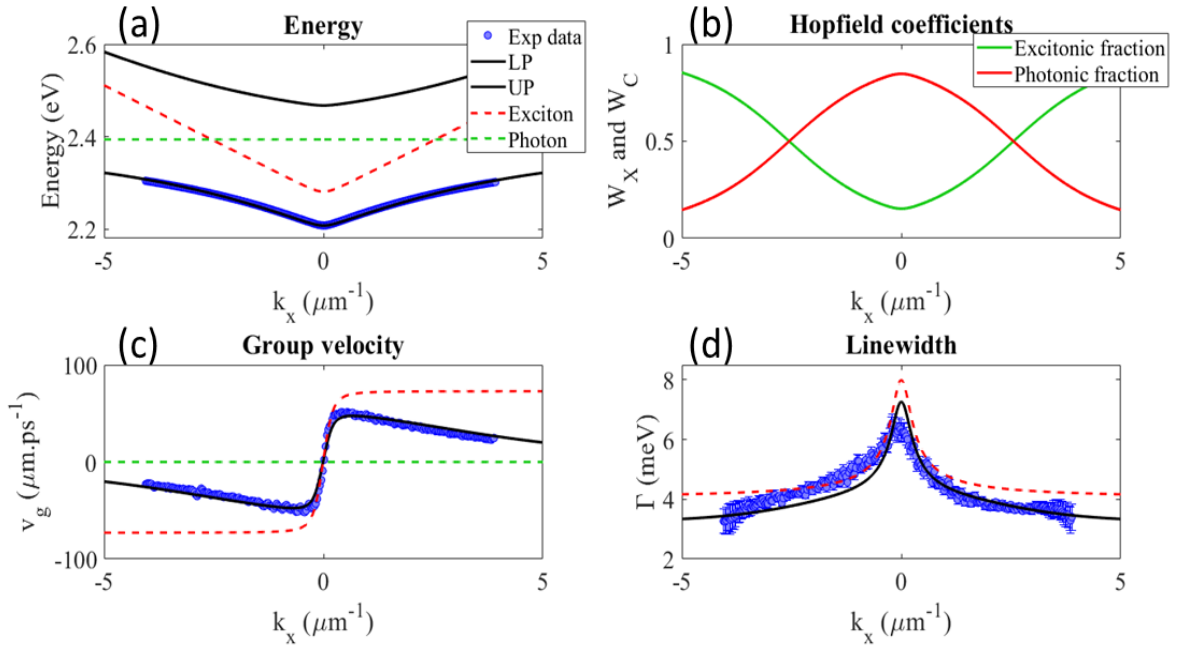 (a)
Energy
Exp data
LP
UP
Exciton
Photon
Energy (eV)
2.6
2.4
2.2
-5
0
5
k_x (μm^-1)
(b)
Hopfield coefficients
Excitonic fraction
Photonic fraction
W_X and W_C
1
0.5
0
-5
0
5
k_x (μm^-1)
(c)
Group velocity
v_g (μm.ps^-1)
100
0
-100
-5
0
5
k_x (μm^-1)
(d)
Linewidth
Γ (meV)
8
6
4
2
-5
0
5
k_x (μm^-1)